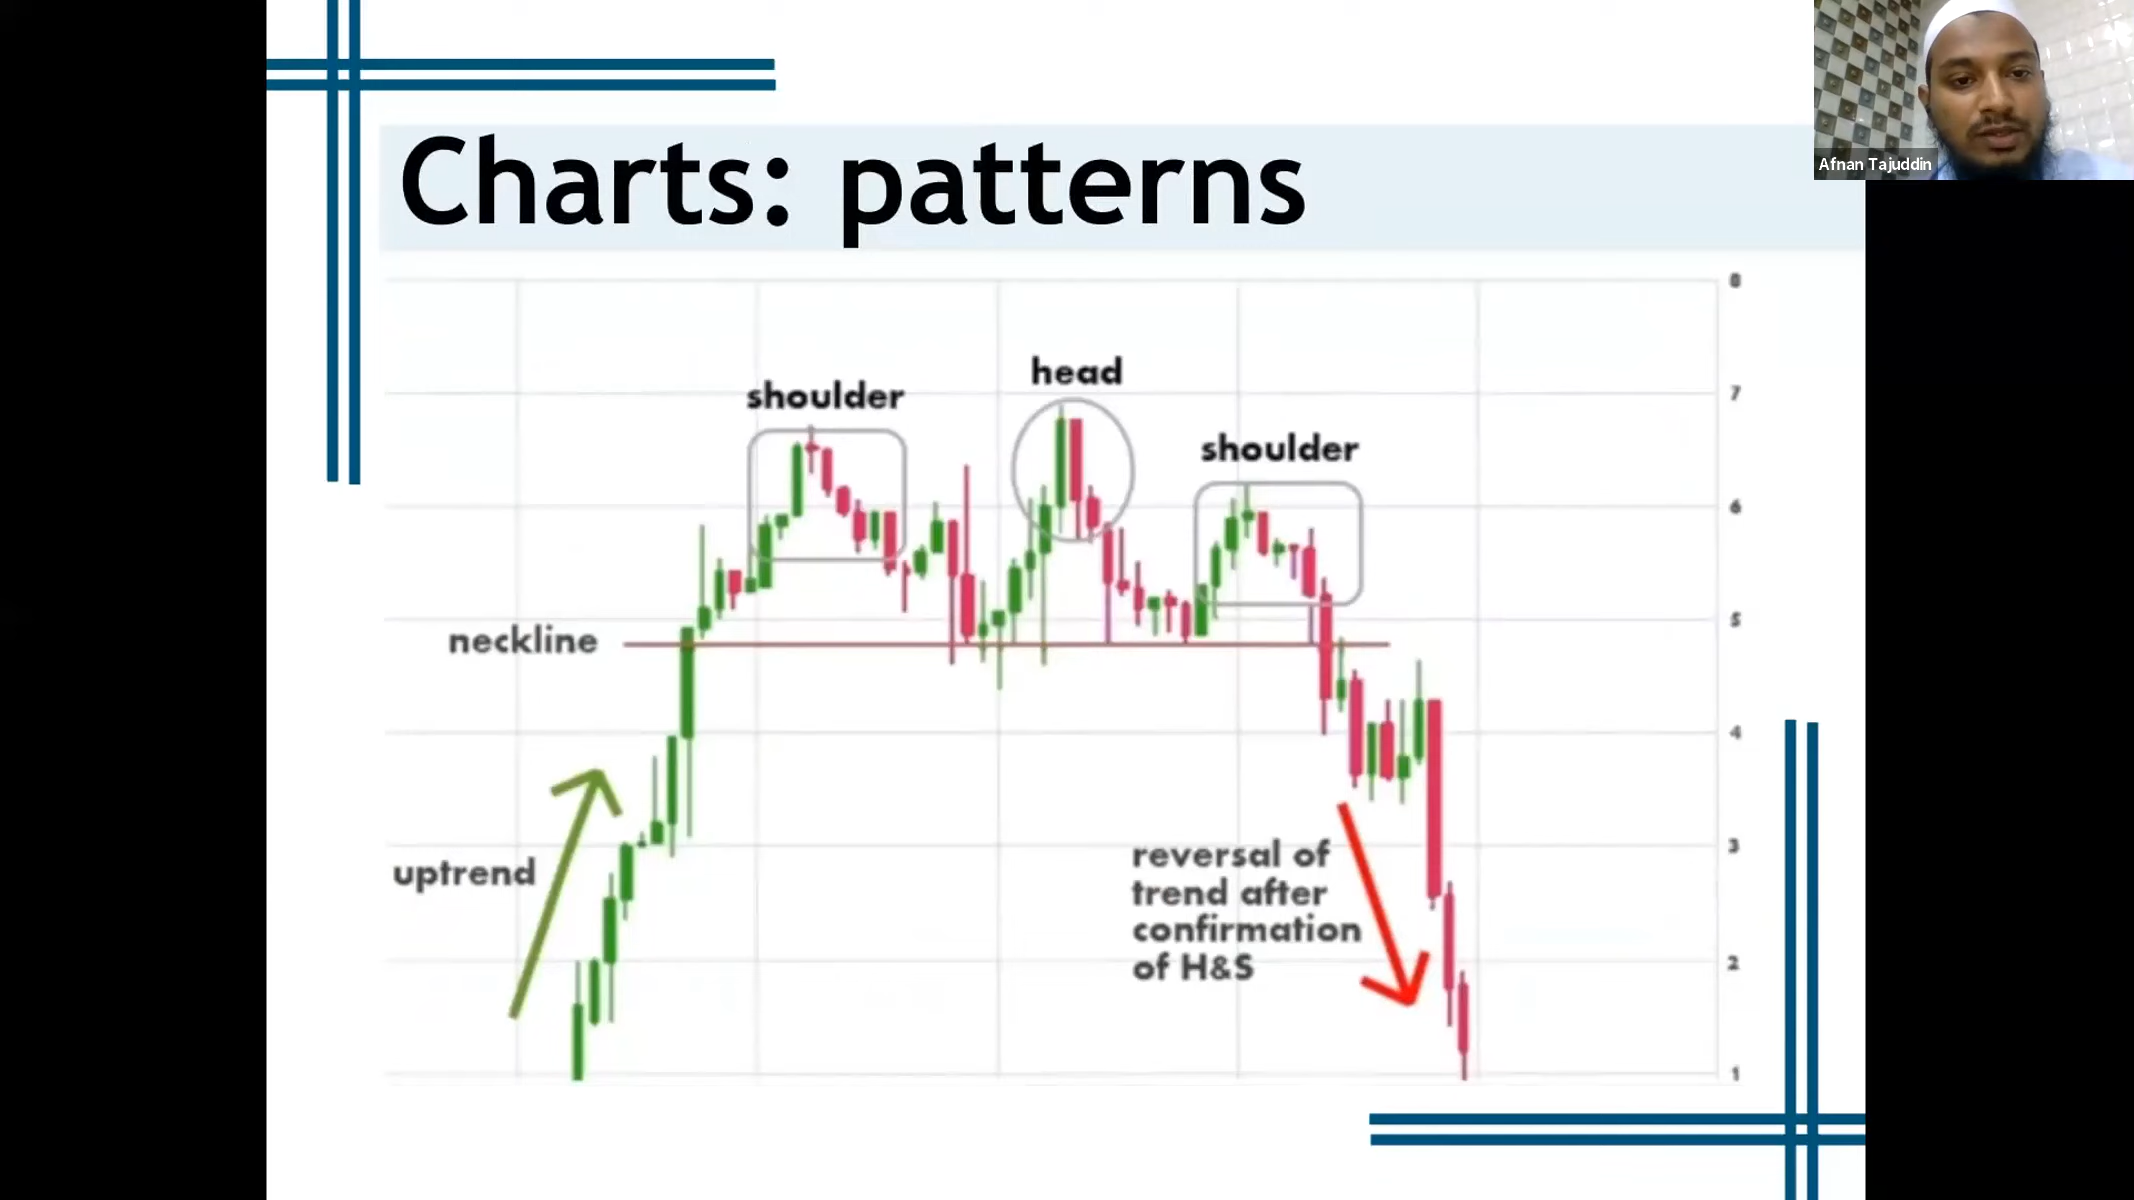 Afnan Tajuddin
Charts: patterns
8
head
7
shoulder
shoulder
6
5
neckline
4
uptrend
3
reversal of
trend after
confirmation
of H&S
2
1